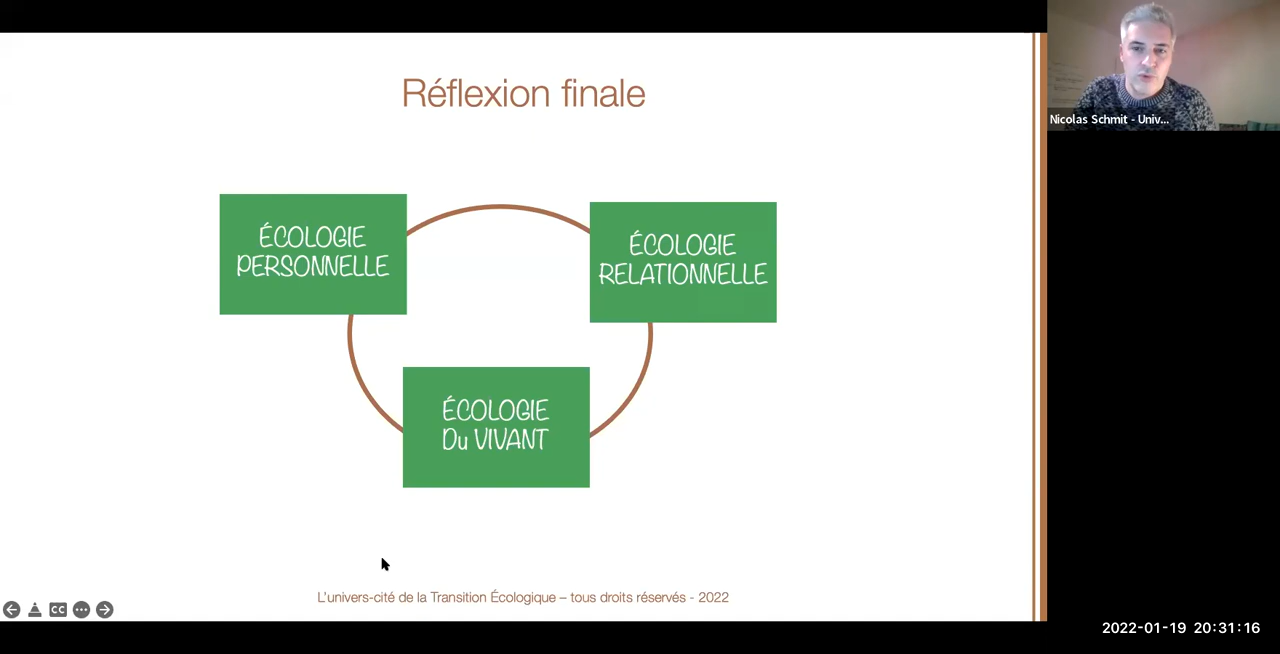 Réflexion finale
Nicolas Schmit - Univ...
ÉCOLOGIE
PERSONNELLE
ÉCOLOGIE
RELATIONNELLE
ÉCOLOGIE
Du VIVANT
L'univers-cité de la Transition Écologique – tous droits réservés - 2022
CC
2022-01-19 20:31:16